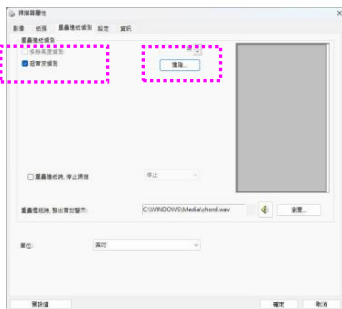 掃描器屬性
影像 紙張 重疊進紙偵測 設定 資訊
重疊進紙偵測
超音波偵測
進階...
重疊進紙時, 停止掃描 停止
重疊進紙時, 發出音效警示: C:\WINDOWS\Media\chord.wav 瀏覽...
單位: 英吋
預設值 確定 取消